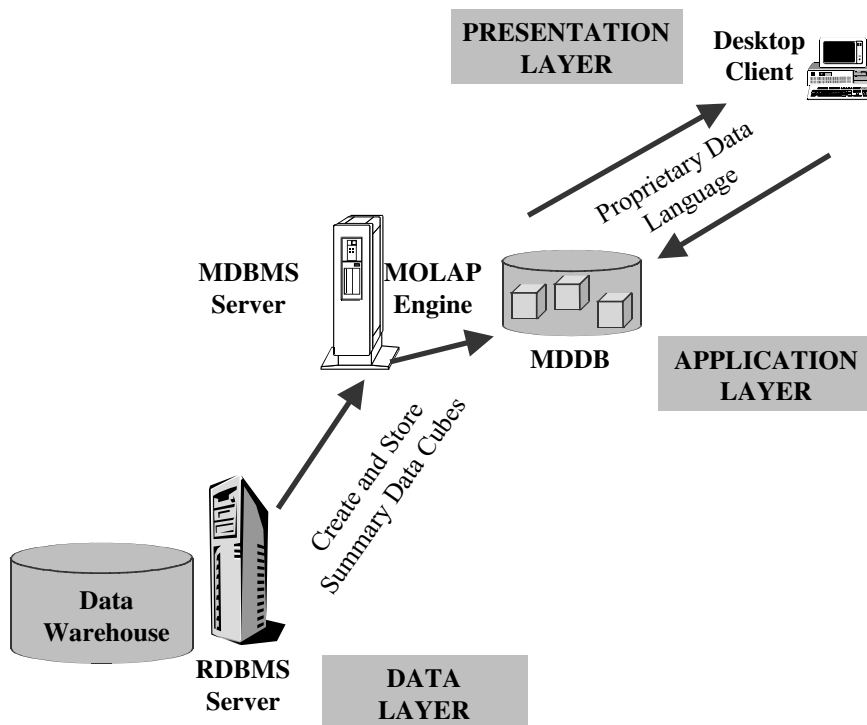 PRESENTATION
LAYER
Desktop
Client
Proprietary Data
Language
MDBMS
Server
MOLAP
Engine
MDDB
APPLICATION
LAYER
Create and Store
Summary Data Cubes
Data
Warehouse
RDBMS
Server
DATA
LAYER